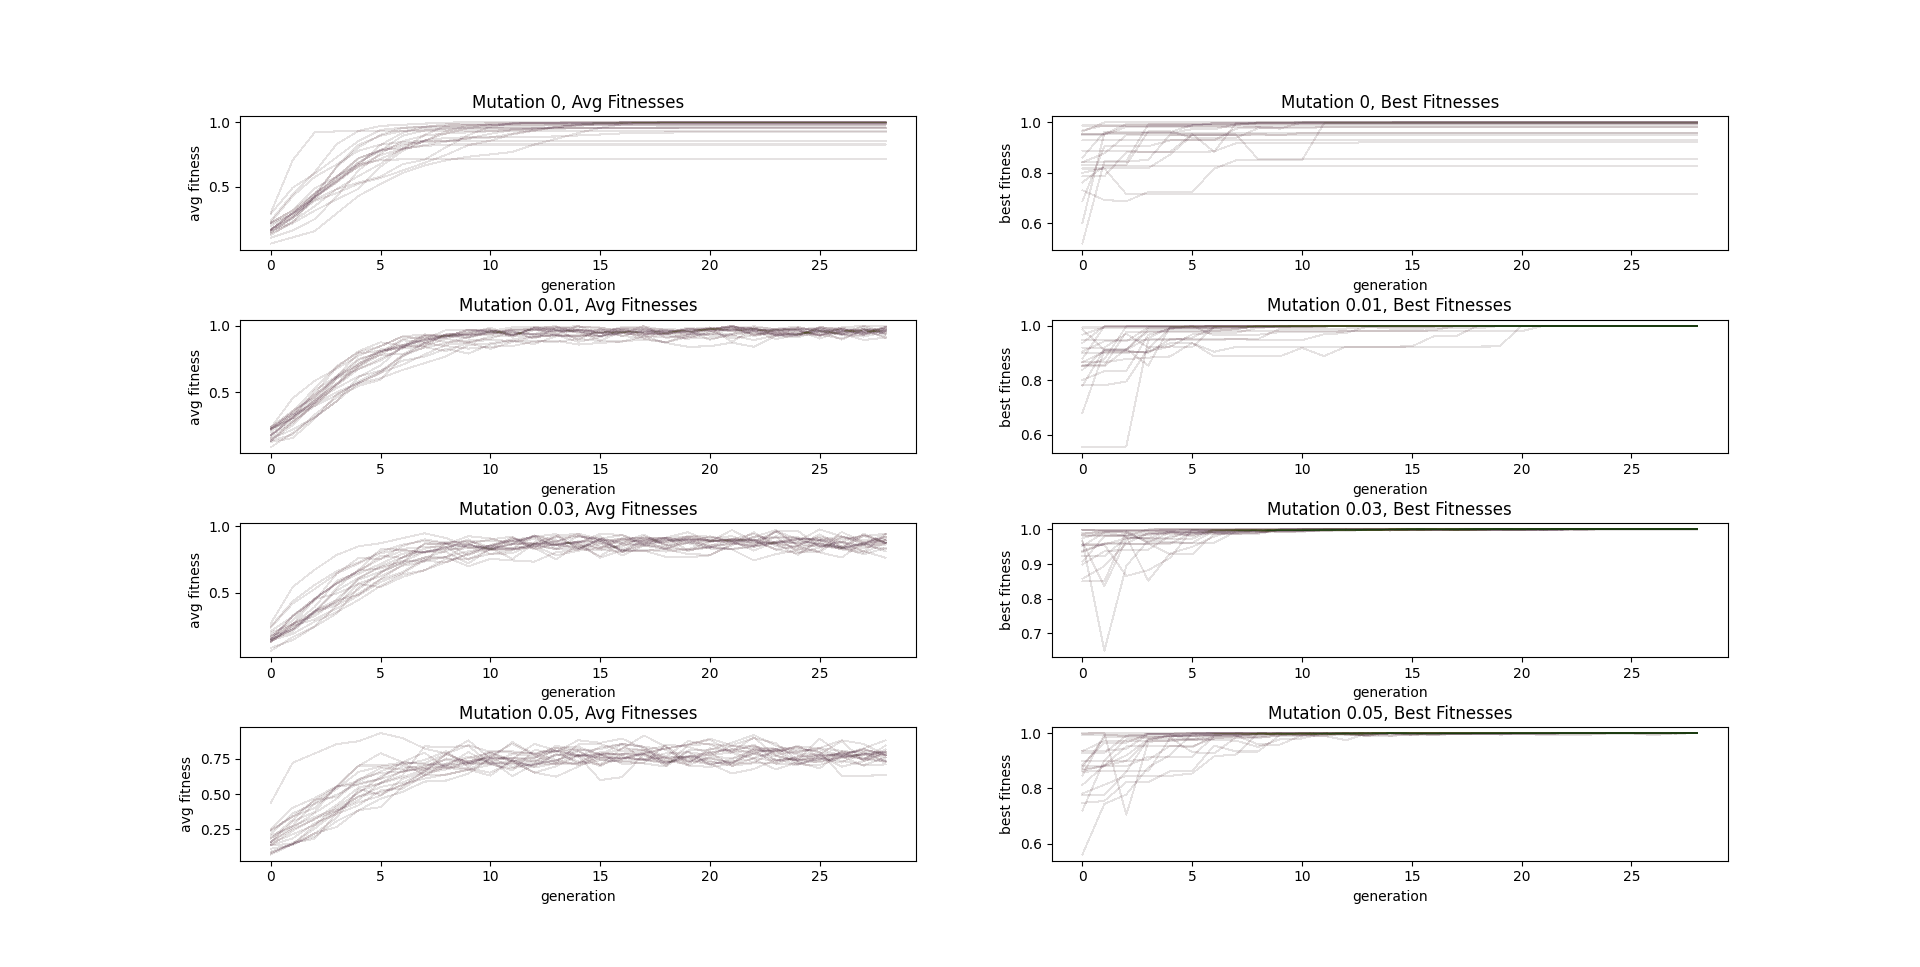 Mutation 0, Avg Fitnesses
1.0
0.5
avg fitness
0 5 10 15 20 25
generation
Mutation 0, Best Fitnesses
1.0
0.8
0.6
best fitness
0 5 10 15 20 25
generation
Mutation 0.01, Avg Fitnesses
1.0
0.5
avg fitness
0 5 10 15 20 25
generation
Mutation 0.01, Best Fitnesses
1.0
0.8
0.6
best fitness
0 5 10 15 20 25
generation
Mutation 0.03, Avg Fitnesses
1.0
0.5
avg fitness
0 5 10 15 20 25
generation
Mutation 0.03, Best Fitnesses
1.0
0.9
0.8
0.7
best fitness
0 5 10 15 20 25
generation
Mutation 0.05, Avg Fitnesses
0.75
0.50
0.25
avg fitness
0 5 10 15 20 25
generation
Mutation 0.05, Best Fitnesses
1.0
0.8
0.6
best fitness
0 5 10 15 20 25
generation